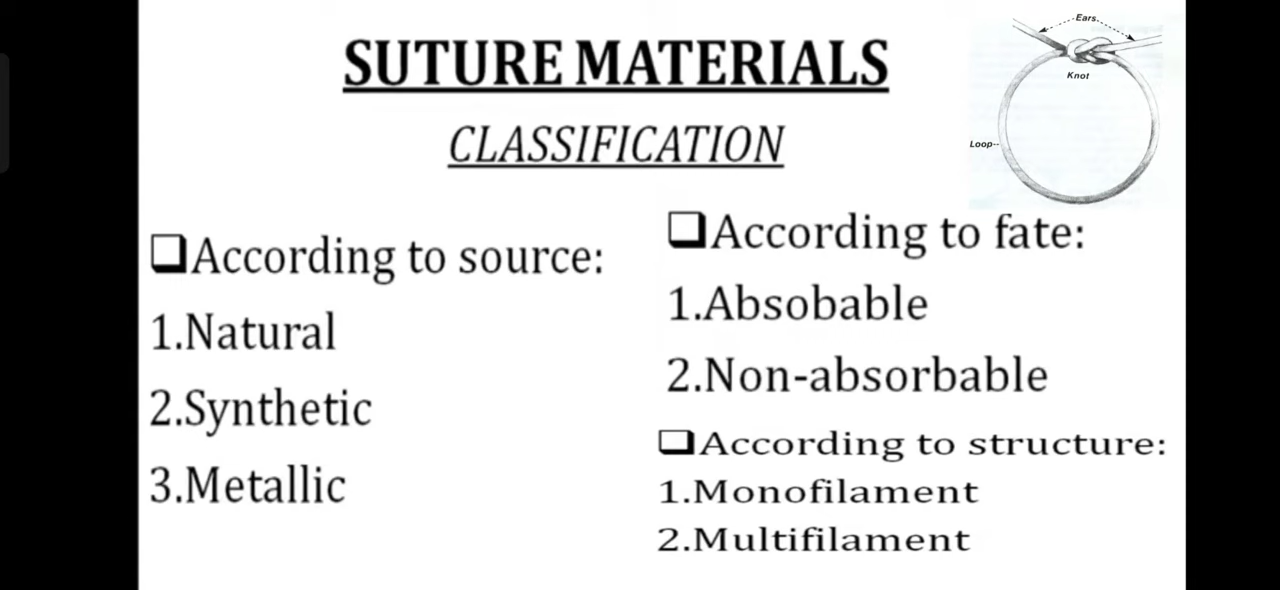 SUTURE MATERIALS
CLASSIFICATION
Ears
Knot
Loop
❑According to source:
1.Natural
2.Synthetic
3.Metallic
❑According to fate:
1.Absobable
2.Non-absorbable
❑According to structure:
1.Monofilament
2.Multifilament